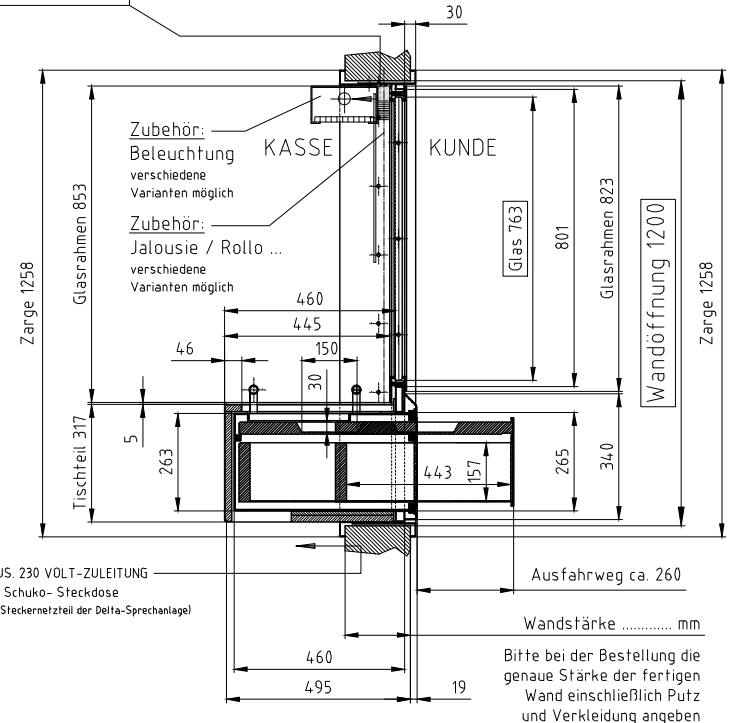 30
Zubehör:
Beleuchtung
verschiedene
Varianten möglich
KASSE
KUNDE
Zubehör:
Jalousie / Rollo ...
verschiedene
Varianten möglich
Zarge 1258
Glasrahmen 853
Glas 763
801
Glasrahmen 823
Wandöffnung 1200
Zarge 1258
460
445
46
150
30
5
Tischteil 317
263
443
157
265
340
US. 230 VOLT-ZULEITUNG
Schuko- Steckdose
Steckernetzteil der Delta-Sprechanlage)
Ausfahrweg ca. 260
Wandstärke ............. mm
460
495
19
Bitte bei der Bestellung die
genaue Stärke der fertigen
Wand einschließlich Putz
und Verkleidung angeben